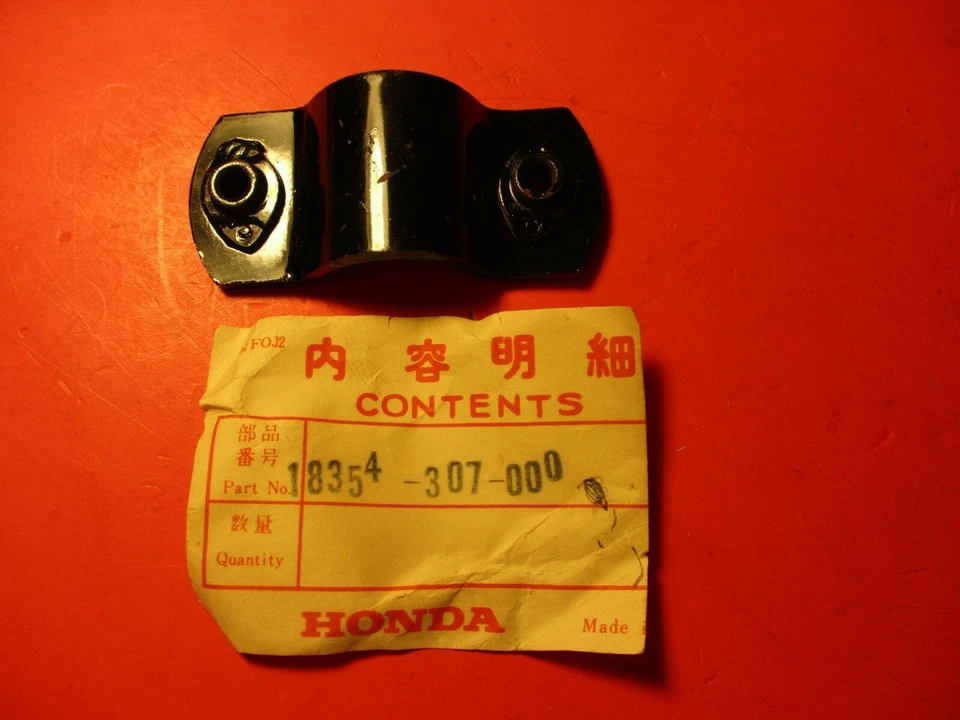 FOJ2
内容明細
CONTENTS
部品
番号
Part No.
18354-307-000
数量
Quantity
HONDA
Made